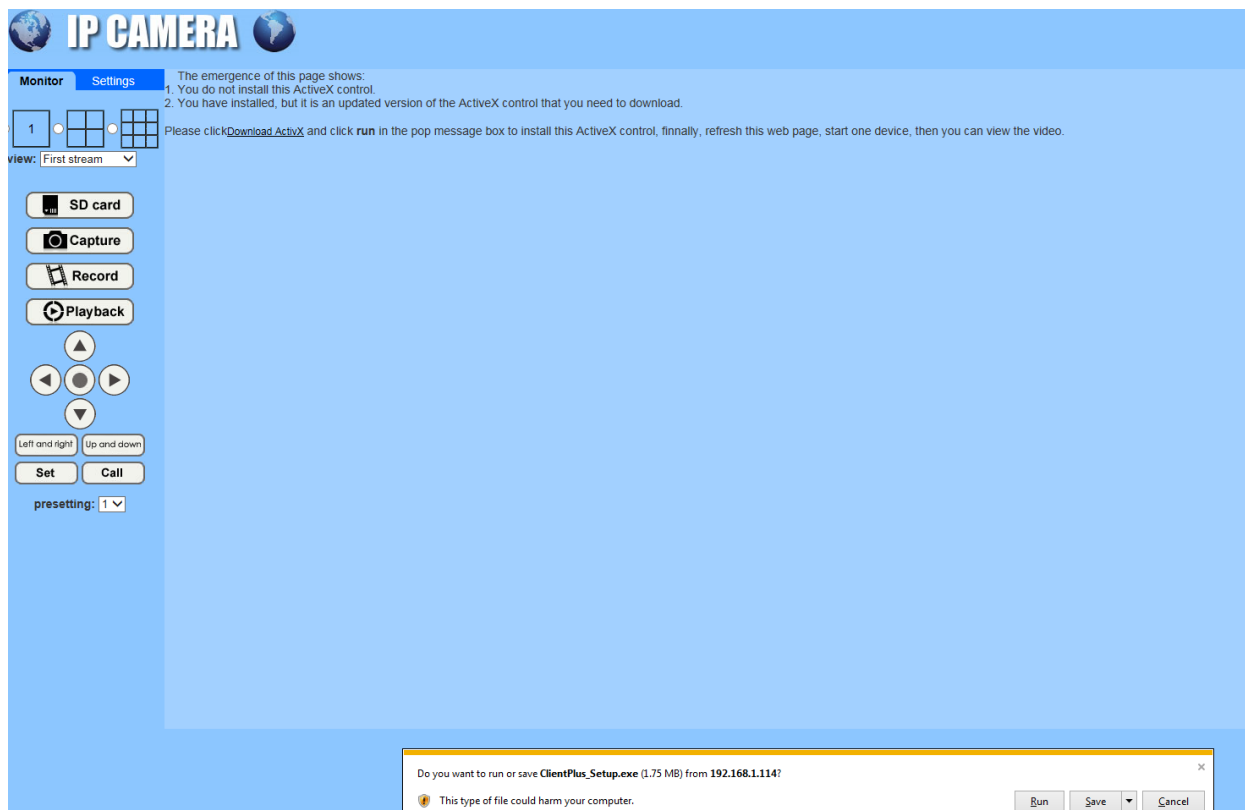 IP CAMERA
Monitor Settings
The emergence of this page shows:
1. You do not install this ActiveX control.
2. You have installed, but it is an updated version of the ActiveX control that you need to download.
Please clickDownload ActivX and click run in the pop message box to install this ActiveX control, finnally, refresh this web page, start one device, then you can view the video.
1
view: First stream
SD card
Capture
Record
Playback
Left and right Up and down
Set Call
presetting: 1
Do you want to run or save ClientPlus_Setup.exe (1.75 MB) from 192.168.1.114?
×
This type of file could harm your computer.
Run Save Cancel